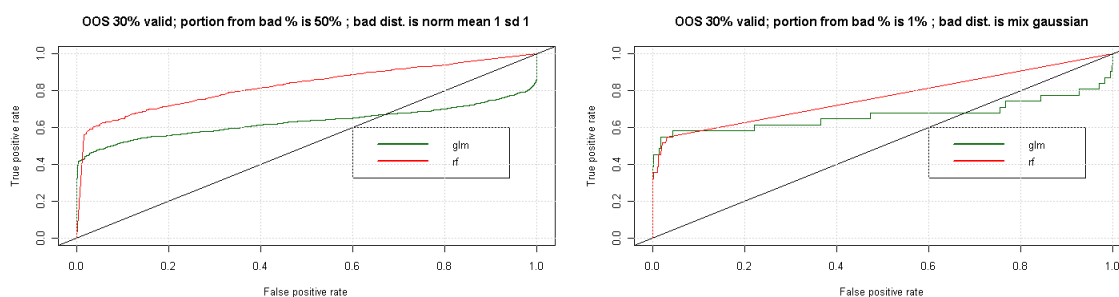 OOS 30% valid; portion from bad % is 50% ; bad dist. is norm mean 1 sd 1
True positive rate
1.0
0.8
0.6
0.4
0.2
0.0
glm
rf
0.0 0.2 0.4 0.6 0.8 1.0
False positive rate
OOS 30% valid; portion from bad % is 1% ; bad dist. is mix gaussian
True positive rate
1.0
0.8
0.6
0.4
0.2
0.0
glm
rf
0.0 0.2 0.4 0.6 0.8 1.0
False positive rate